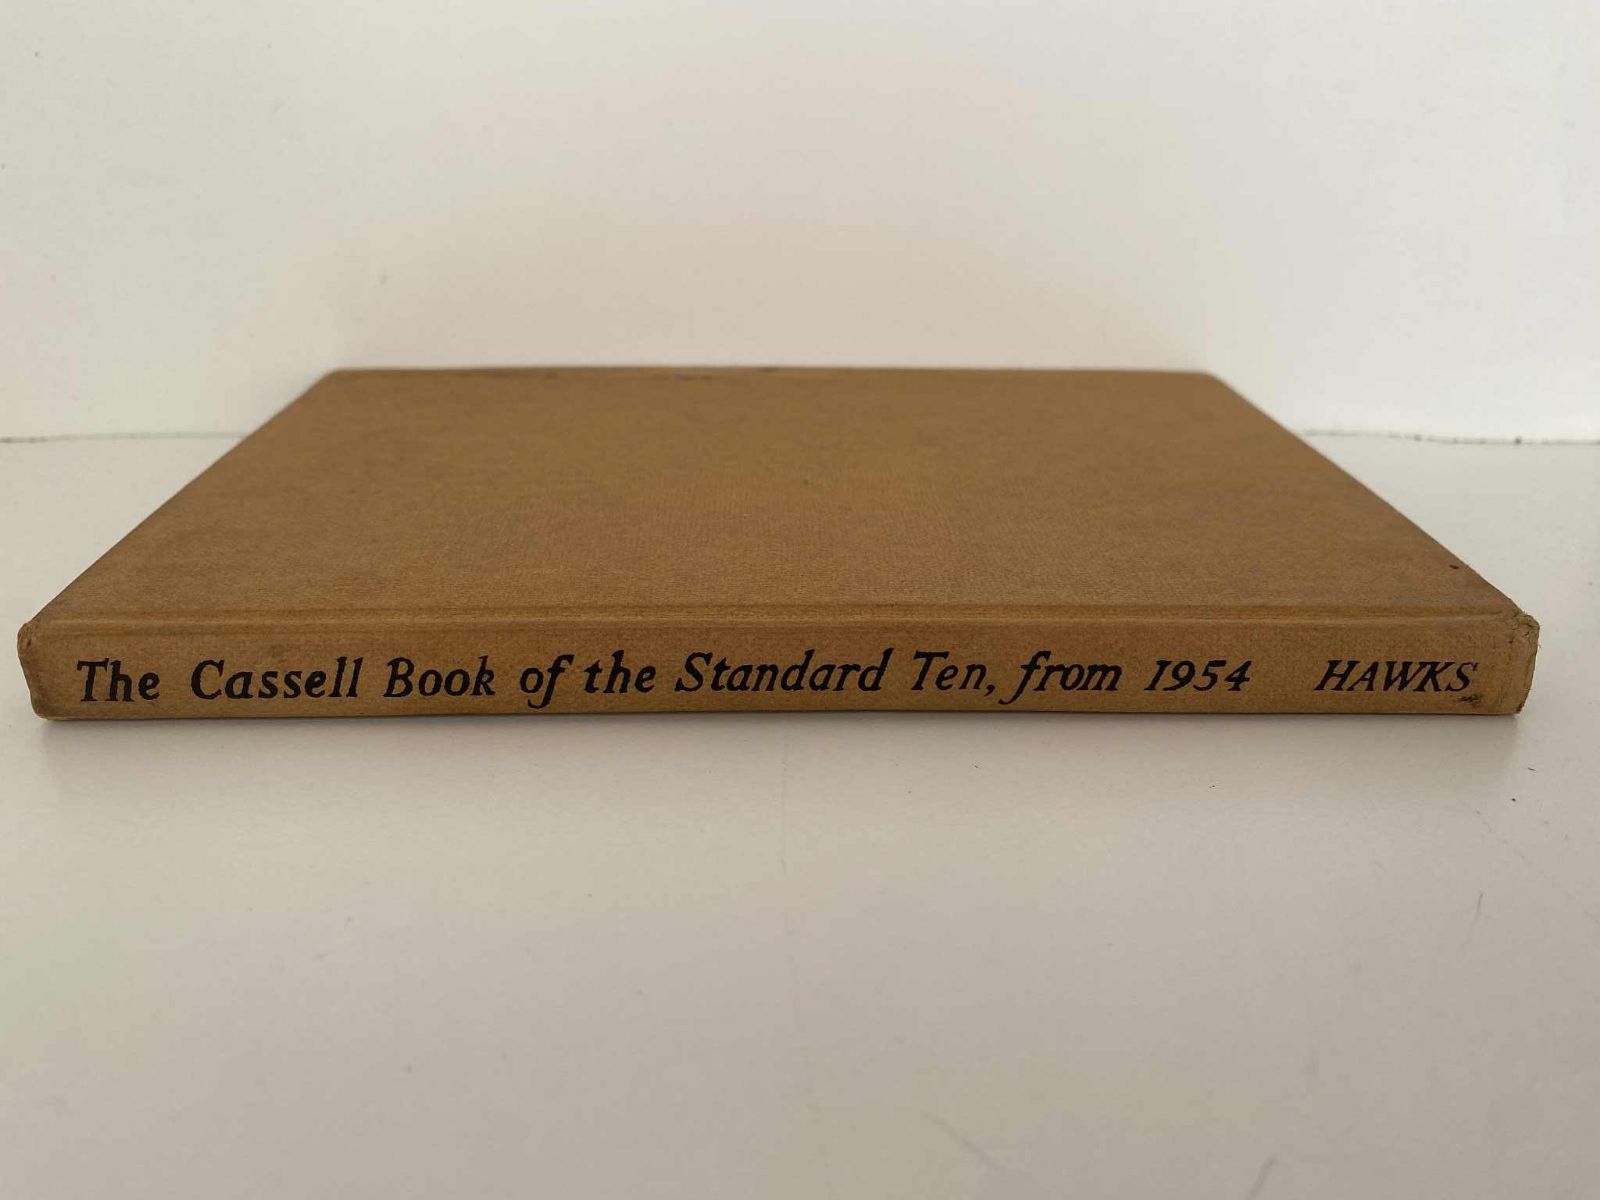 The Cassell Book of the Standard Ten, from 1954 HAWKS